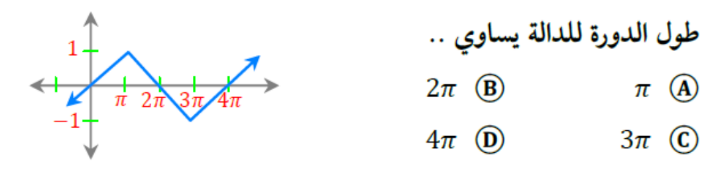 طول الدورة للدالة يساوي ..
Ⓐ π Ⓑ 2π
Ⓒ 3π Ⓓ 4π
1
π 2π 3π 4π
−1